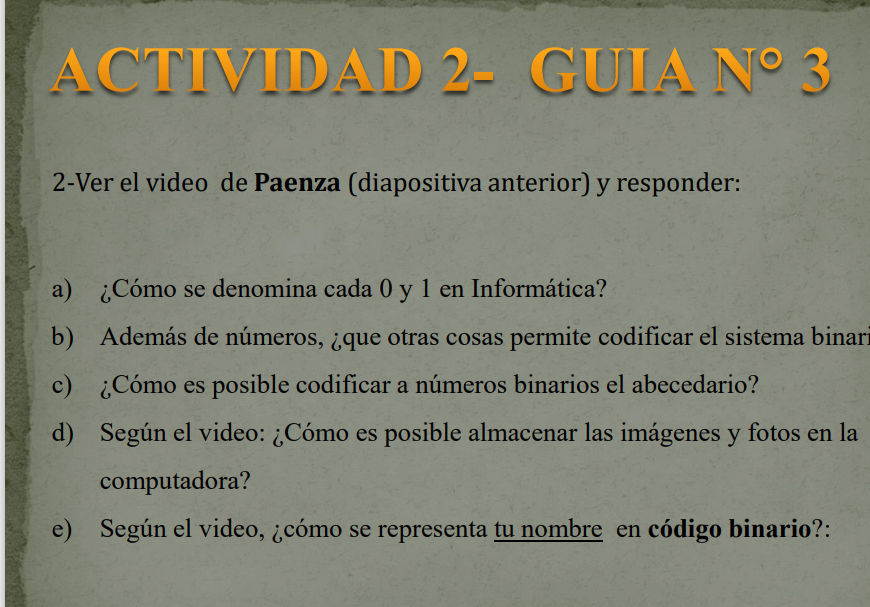 ACTIVIDAD 2- GUIA N° 3
2-Ver el video de Paenza (diapositiva anterior) y responder:
a) ¿Cómo se denomina cada 0 y 1 en Informática?
b) Además de números, ¿que otras cosas permite codificar el sistema binari
c) ¿Cómo es posible codificar a números binarios el abecedario?
d) Según el video: ¿Cómo es posible almacenar las imágenes y fotos en la
computadora?
e) Según el video, ¿cómo se representa tu nombre en código binario?: